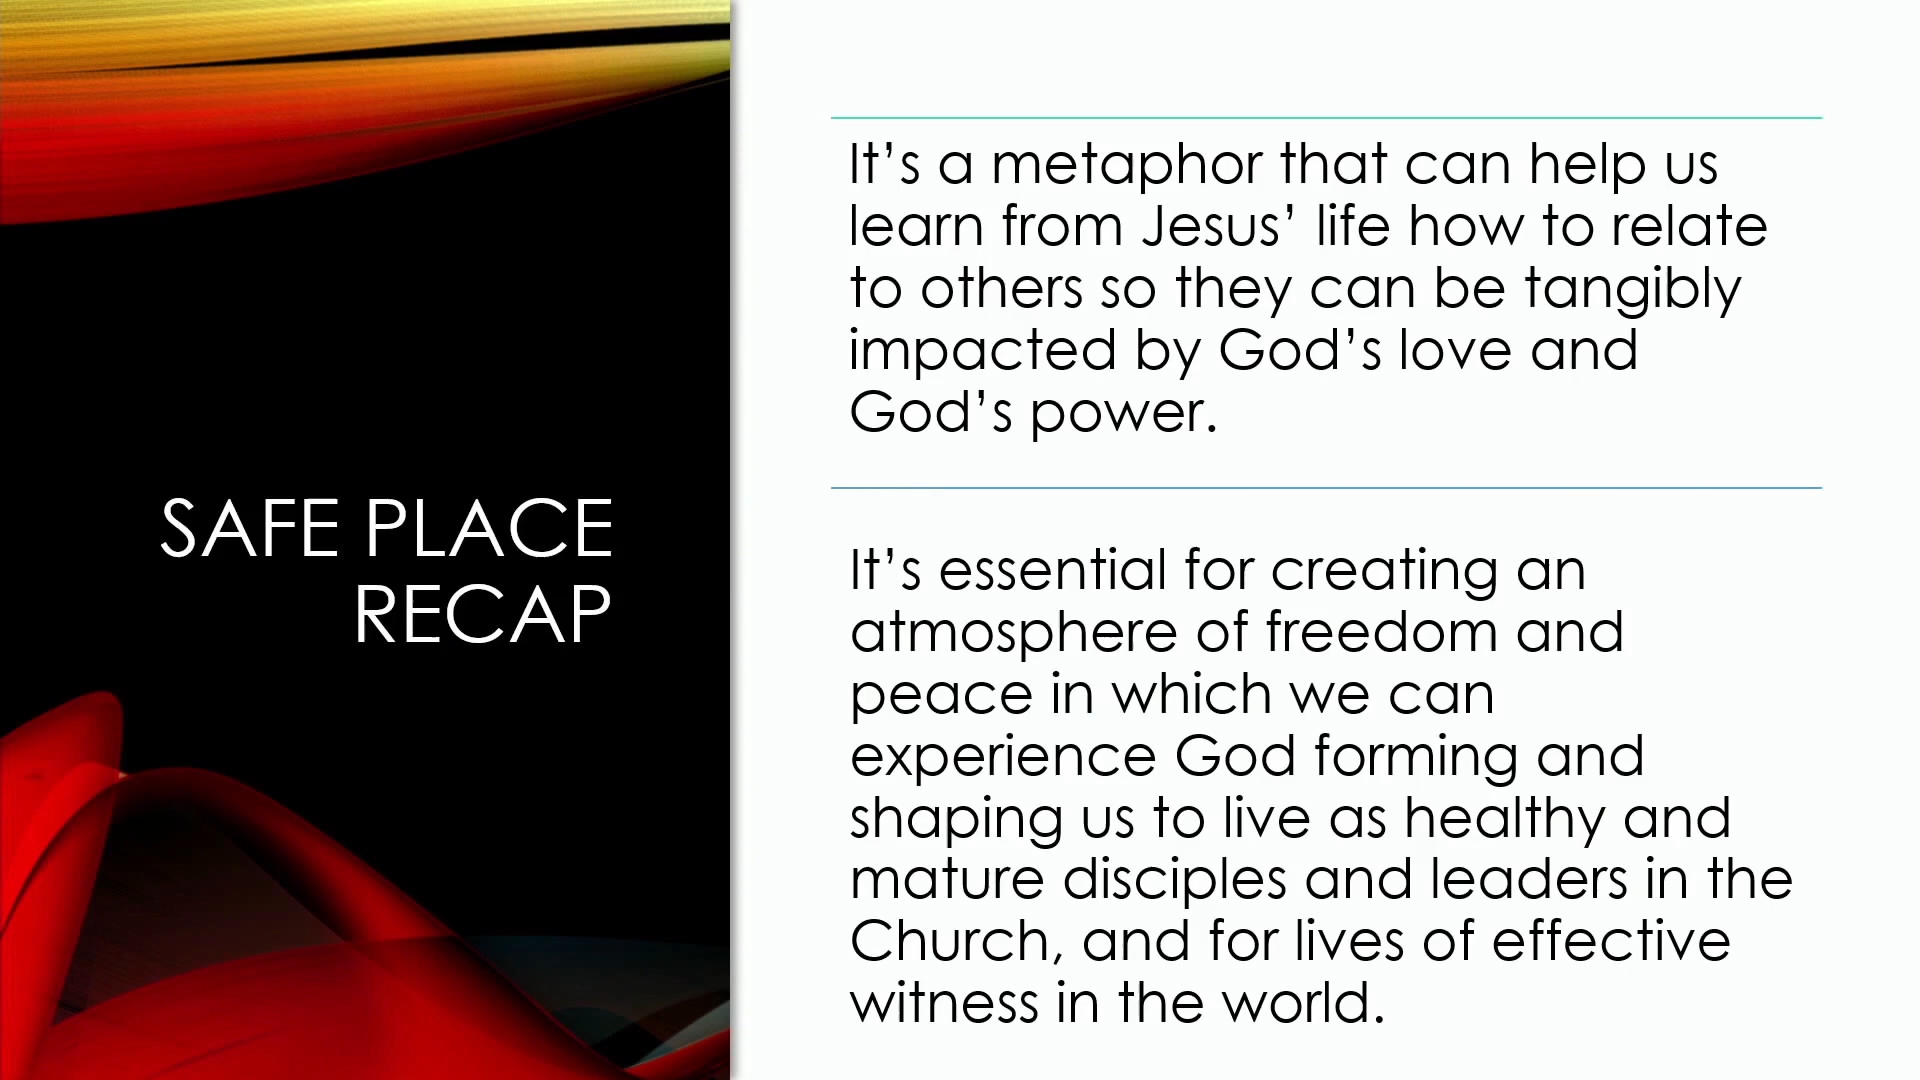 SAFE PLACE
RECAP
It’s a metaphor that can help us
learn from Jesus’ life how to relate
to others so they can be tangibly
impacted by God’s love and
God’s power.
It’s essential for creating an
atmosphere of freedom and
peace in which we can
experience God forming and
shaping us to live as healthy and
mature disciples and leaders in the
Church, and for lives of effective
witness in the world.